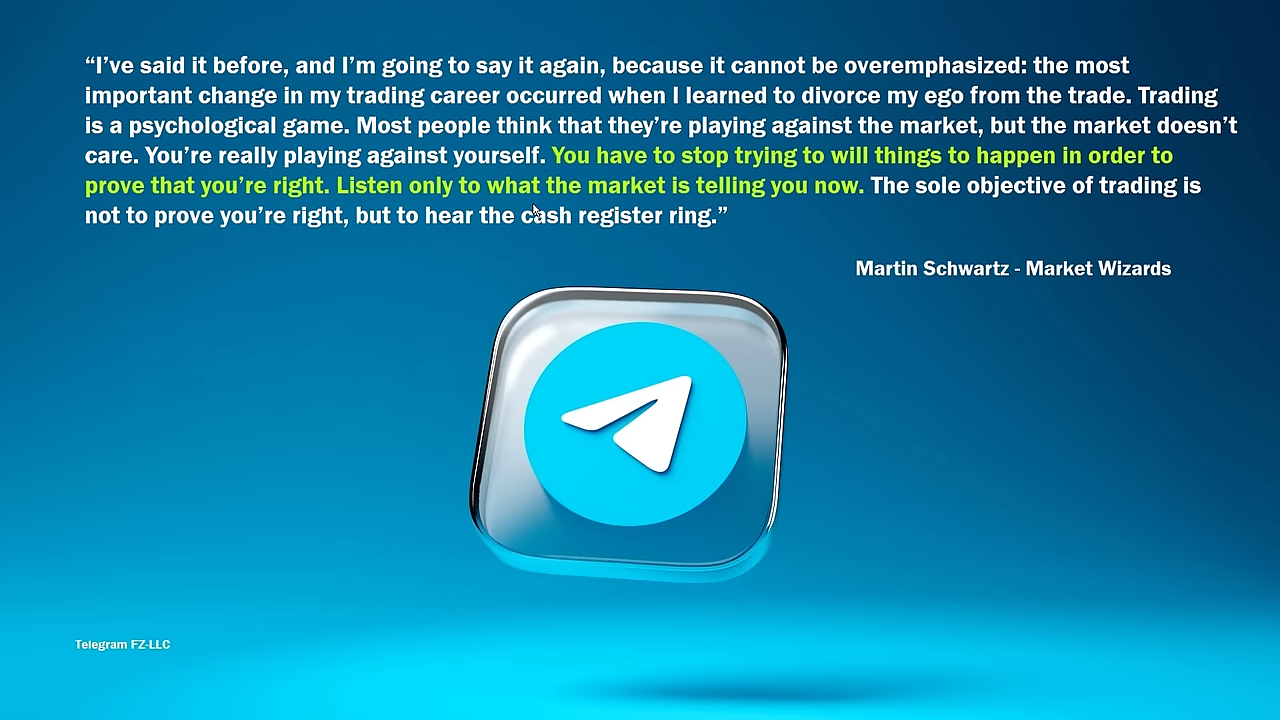 “I’ve said it before, and I’m going to say it again, because it cannot be overemphasized: the most
important change in my trading career occurred when I learned to divorce my ego from the trade. Trading
is a psychological game. Most people think that they’re playing against the market, but the market doesn’t
care. You’re really playing against yourself. You have to stop trying to will things to happen in order to
prove that you’re right. Listen only to what the market is telling you now. The sole objective of trading is
not to prove you’re right, but to hear the cash register ring.”
Martin Schwartz - Market Wizards
Telegram FZ-LLC